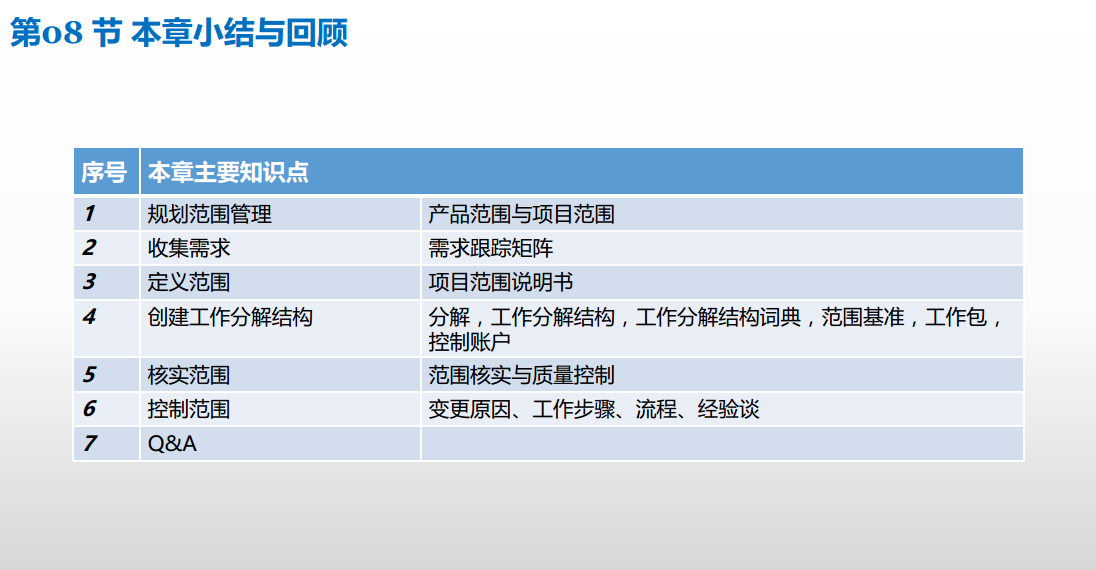 第08 节 本章小结与回顾
序号 本章主要知识点
1 规划范围管理 产品范围与项目范围
2 收集需求 需求跟踪矩阵
3 定义范围 项目范围说明书
4 创建工作分解结构 分解，工作分解结构，工作分解结构词典，范围基准，工作包，
控制账户
5 核实范围 范围核实与质量控制
6 控制范围 变更原因、工作步骤、流程、经验谈
7 Q&A